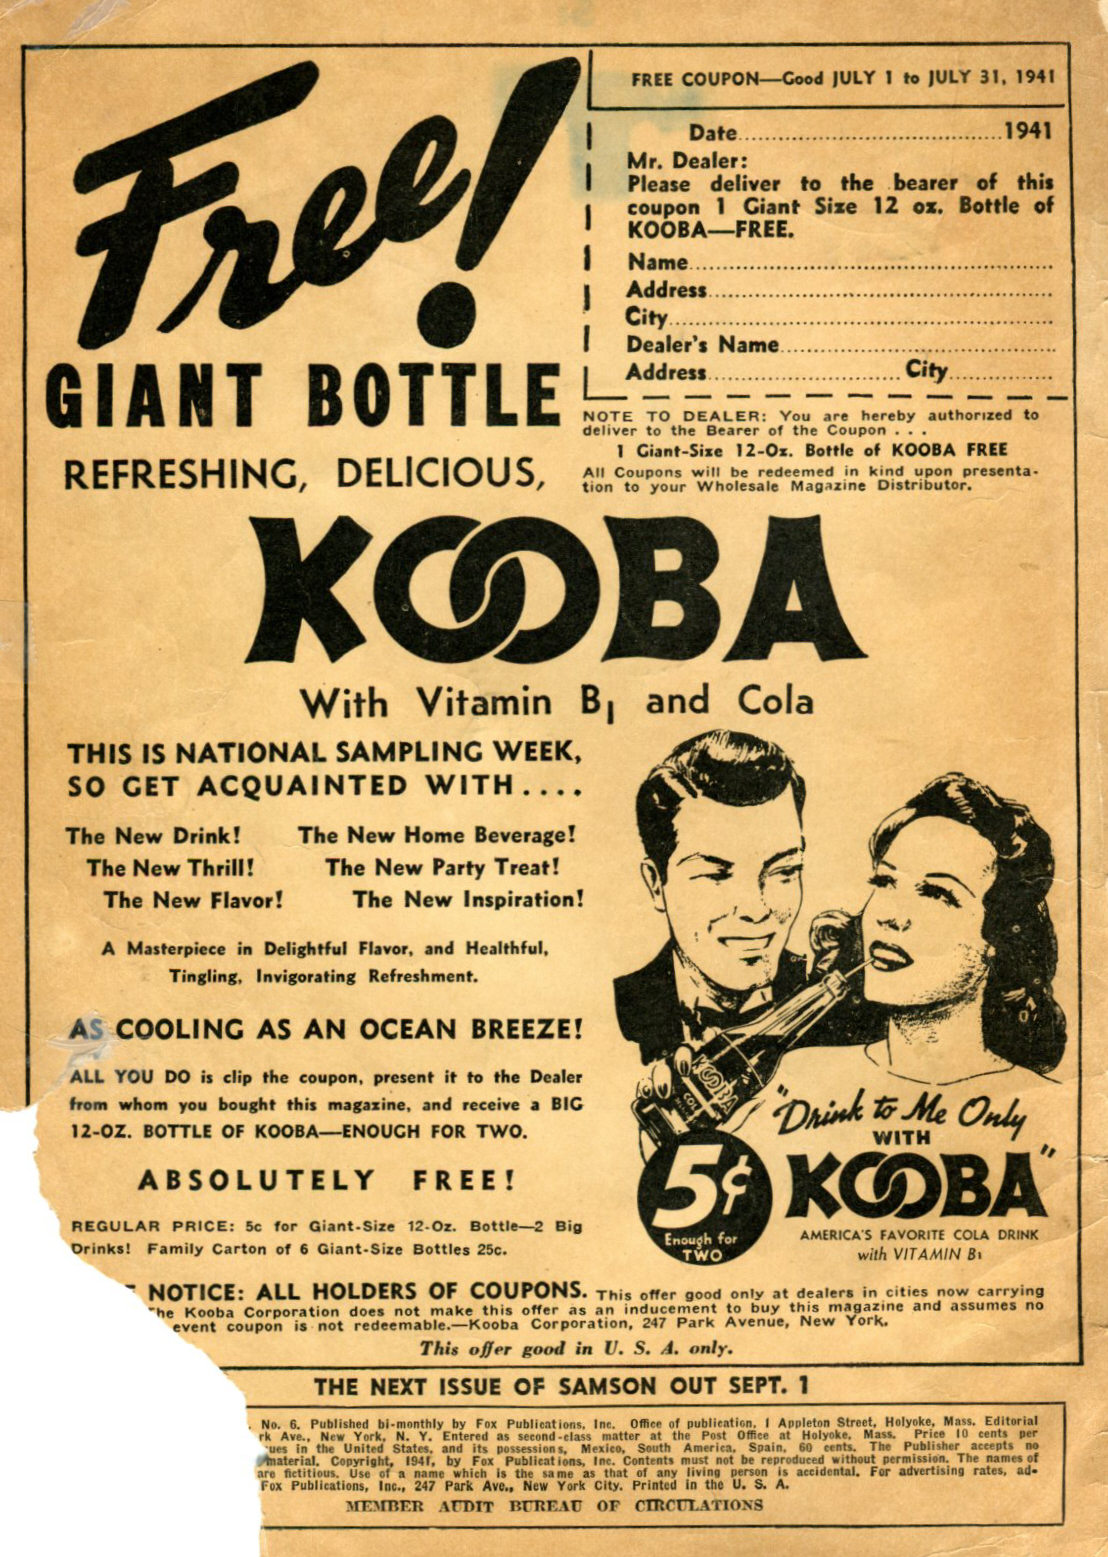 Free!
GIANT BOTTLE
REFRESHING, DELICIOUS,
FREE COUPON—Good JULY 1 to JULY 31, 1941
Date..............................1941
Mr. Dealer:
Please deliver to the bearer of this
coupon 1 Giant Size 12 oz. Bottle of
KOOBA—FREE.
Name..........................................
Address........................................
City............................................
Dealer's Name................................
Address......................City............
NOTE TO DEALER: You are hereby authorized to
deliver to the Bearer of the Coupon . . .
1 Giant-Size 12-Oz. Bottle of KOOBA FREE
All Coupons will be redeemed in kind upon presenta-
tion to your Wholesale Magazine Distributor.
KOOBA
With Vitamin B1 and Cola
THIS IS NATIONAL SAMPLING WEEK,
SO GET ACQUAINTED WITH....
The New Drink! The New Home Beverage!
The New Thrill! The New Party Treat!
The New Flavor! The New Inspiration!
A Masterpiece in Delightful Flavor, and Healthful,
Tingling, Invigorating Refreshment.
AS COOLING AS AN OCEAN BREEZE!
ALL YOU DO is clip the coupon, present it to the Dealer
from whom you bought this magazine, and receive a BIG
12-OZ. BOTTLE OF KOOBA—ENOUGH FOR TWO.
ABSOLUTELY FREE!
REGULAR PRICE: 5c for Giant-Size 12-Oz. Bottle—2 Big
Drinks! Family Carton of 6 Giant-Size Bottles 25c.
KOOBA
COLA
5¢
Enough for
TWO
"Drink to Me Only
WITH
KOOBA"
AMERICA'S FAVORITE COLA DRINK
with VITAMIN B1
NOTICE: ALL HOLDERS OF COUPONS. This offer good only at dealers in cities now carrying
The Kooba Corporation does not make this offer as an inducement to buy this magazine and assumes no
event coupon is not redeemable.—Kooba Corporation, 247 Park Avenue, New York.
This offer good in U. S. A. only.
THE NEXT ISSUE OF SAMSON OUT SEPT. 1
No. 6. Published bi-monthly by Fox Publications, Inc. Office of publication, 1 Appleton Street, Holyoke, Mass. Editorial
rk Ave., New York, N. Y. Entered as second-class matter at the Post Office at Holyoke, Mass. Price 10 cents per
ues in the United States, and its possessions, Mexico, South America, Spain, 60 cents. The Publisher accepts no
material. Copyright, 1941, by Fox Publications, Inc. Contents must not be reproduced without permission. The names of
are fictitious. Use of a name which is the same as that of any living person is accidental. For advertising rates, ad-
Fox Publications, Inc., 247 Park Ave., New York City. Printed in the U. S. A.
MEMBER AUDIT BUREAU OF CIRCULATIONS